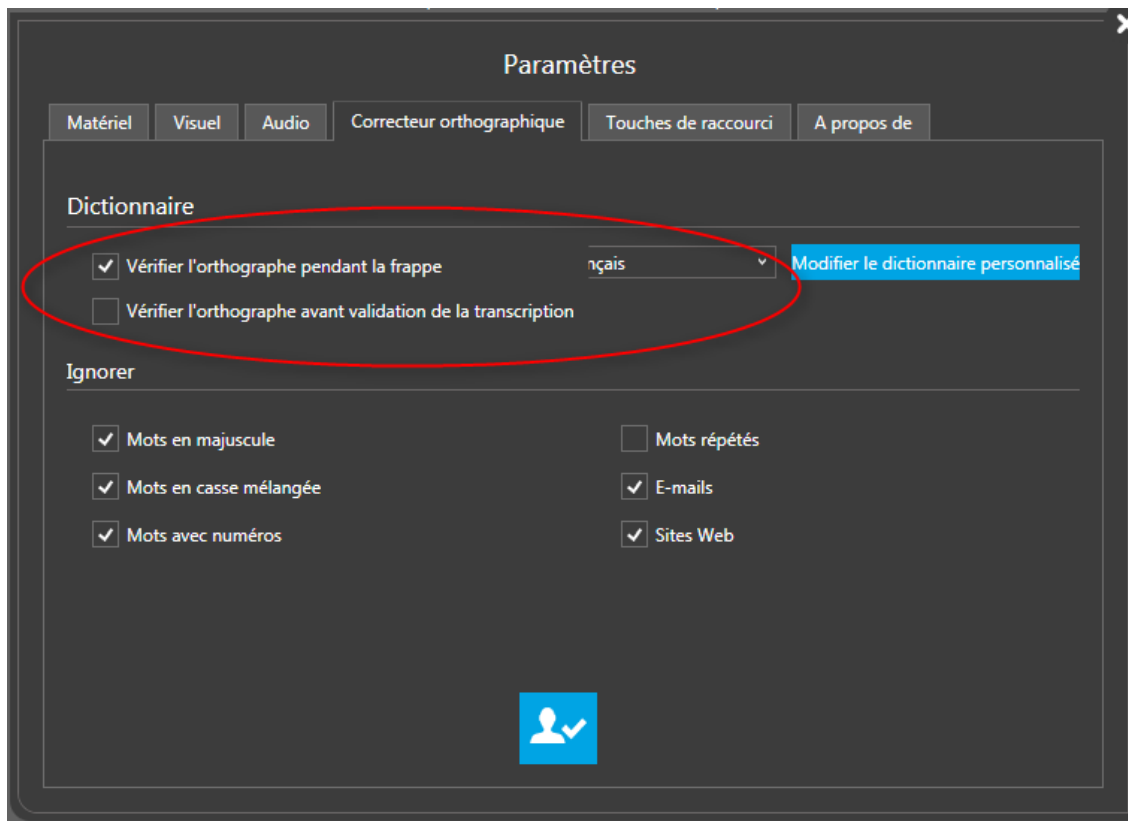 Paramètres
Matériel Visuel Audio Correcteur orthographique Touches de raccourci A propos de
Dictionnaire
Vérifier l'orthographe pendant la frappe nçais Modifier le dictionnaire personnalisé
Vérifier l'orthographe avant validation de la transcription
Ignorer
Mots en majuscule Mots répétés
Mots en casse mélangée E-mails
Mots avec numéros Sites Web